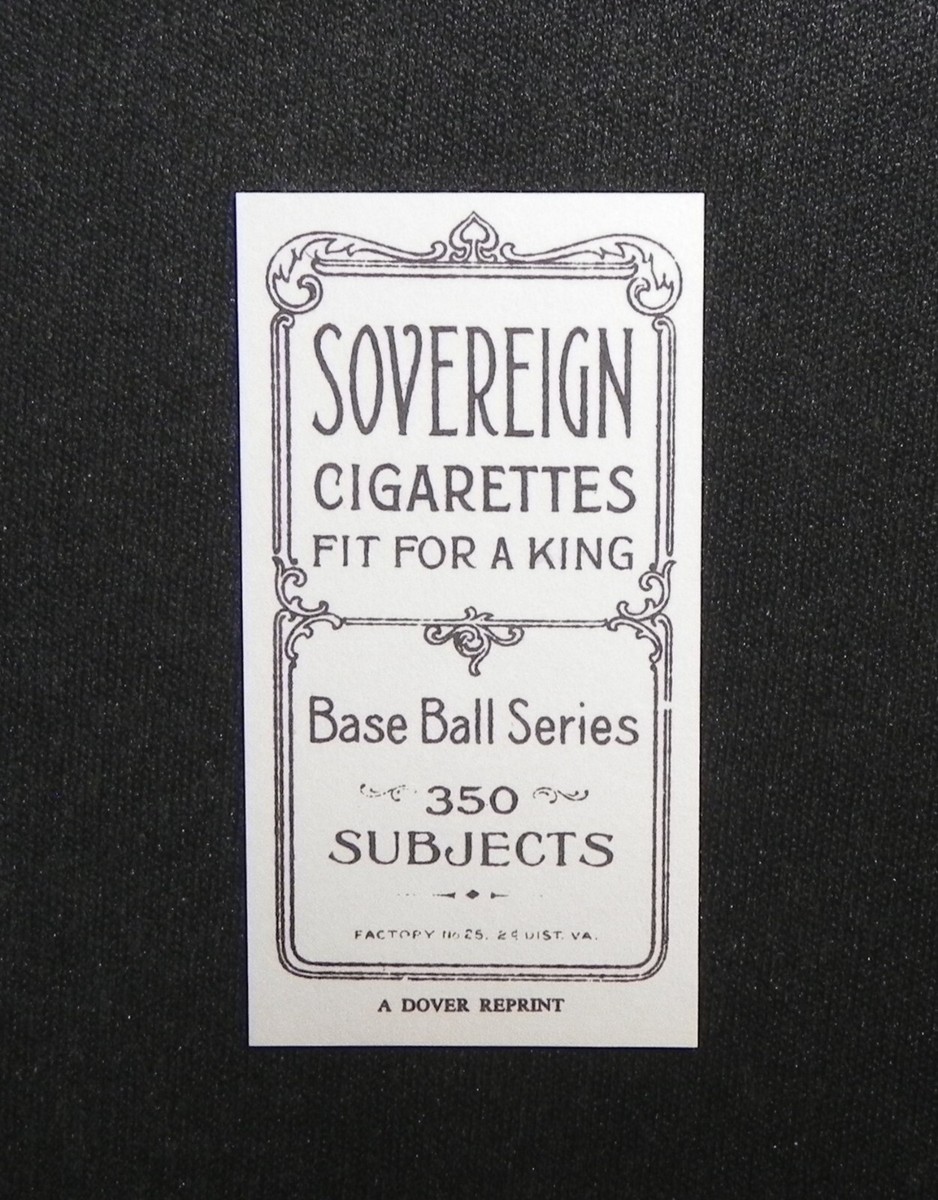 SOVEREIGN
CIGARETTES
FIT FOR A KING
Base Ball Series
350
SUBJECTS
FACTORY No 25. 2d DIST. VA.
A DOVER REPRINT